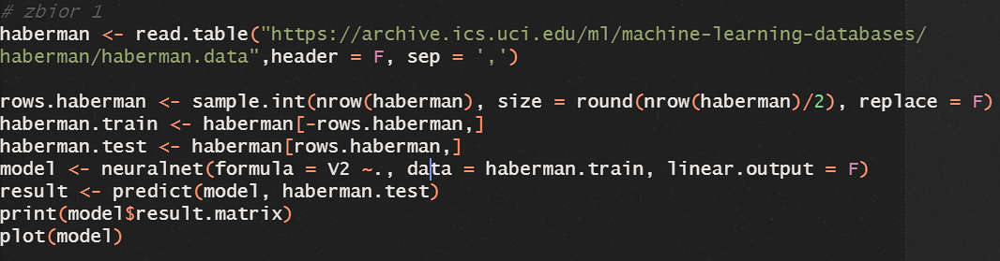 # zbior 1
haberman <- read.table("https://archive.ics.uci.edu/ml/machine-learning-databases/
haberman/haberman.data",header = F, sep = ',')
rows.haberman <- sample.int(nrow(haberman), size = round(nrow(haberman)/2), replace = F)
haberman.train <- haberman[-rows.haberman,]
haberman.test <- haberman[rows.haberman,]
model <- neuralnet(formula = V2 ~., data = haberman.train, linear.output = F)
result <- predict(model, haberman.test)
print(model$result.matrix)
plot(model)